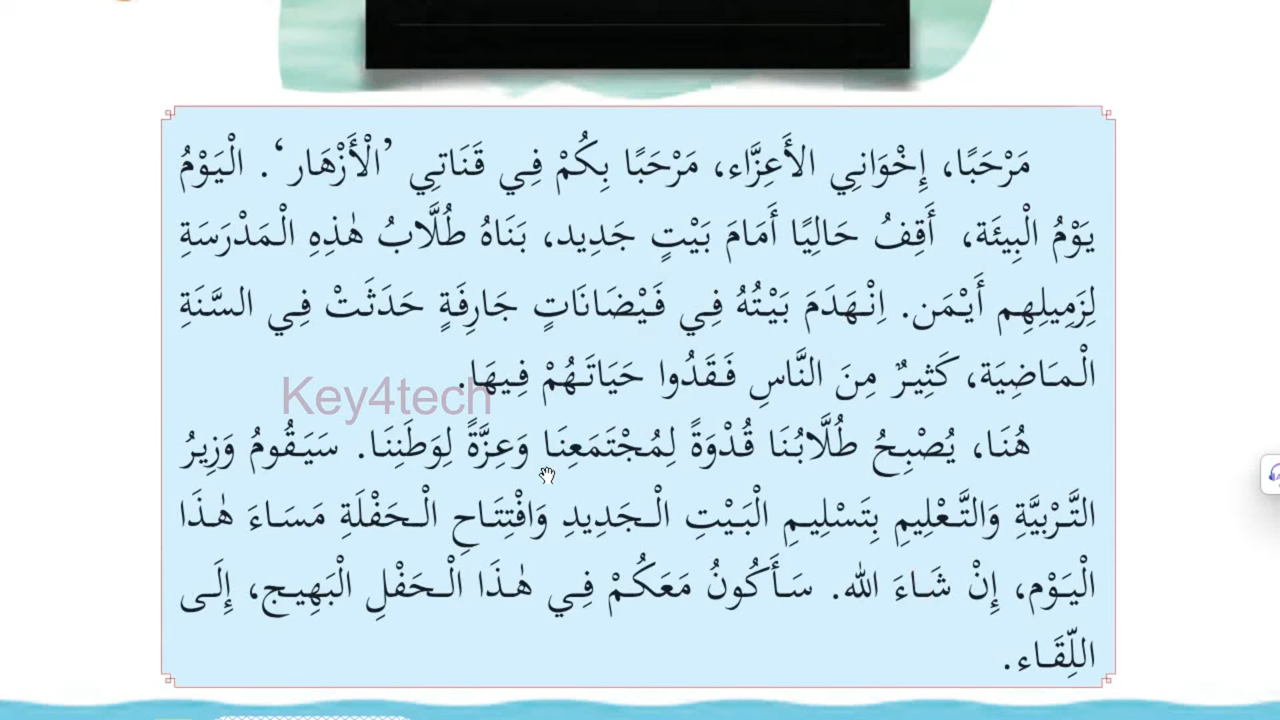 مَرْحَبًا، إِخْوَانِي الأَعِزَّاء، مَرْحَبًا بِكُمْ فِي قَنَاتِي ’الْأَزْهَار‘. الْيَوْمُ
يَوْمُ الْبِيئَة، أَقِفُ حَالِيًا أَمَامَ بَيْتٍ جَدِيد، بَنَاهُ طُلَّابُ هٰذِهِ الْمَدْرَسَةِ
لِزَمِيلِهِم أَيْمَن. اِنْهَدَمَ بَيْتُهُ فِي فَيْضَانَاتٍ جَارِفَةٍ حَدَثَتْ فِي السَّنَةِ
الْمَاضِيَة، كَثِيرٌ مِنَ النَّاسِ فَقَدُوا حَيَاتَهُمْ فِيهَا.
Key4tech
هُنَا، يُصْبِحُ طُلَّابُنَا قُدْوَةً لِمُجْتَمَعِنَا وَعِزَّةً لِوَطَنِنَا. سَيَقُومُ وَزِيرُ
التَّرْبِيَّةِ وَالتَّعْلِيمِ بِتَسْلِيمِ الْبَيْتِ الْجَدِيدِ وَافْتِتَاحِ الْحَفْلَةِ مَسَاءَ هٰذَا
الْيَوْم، إِنْ شَاءَ الله. سَأَكُونُ مَعَكُمْ فِي هٰذَا الْحَفْلِ الْبَهِيج، إِلَى
اللِّقَاء.